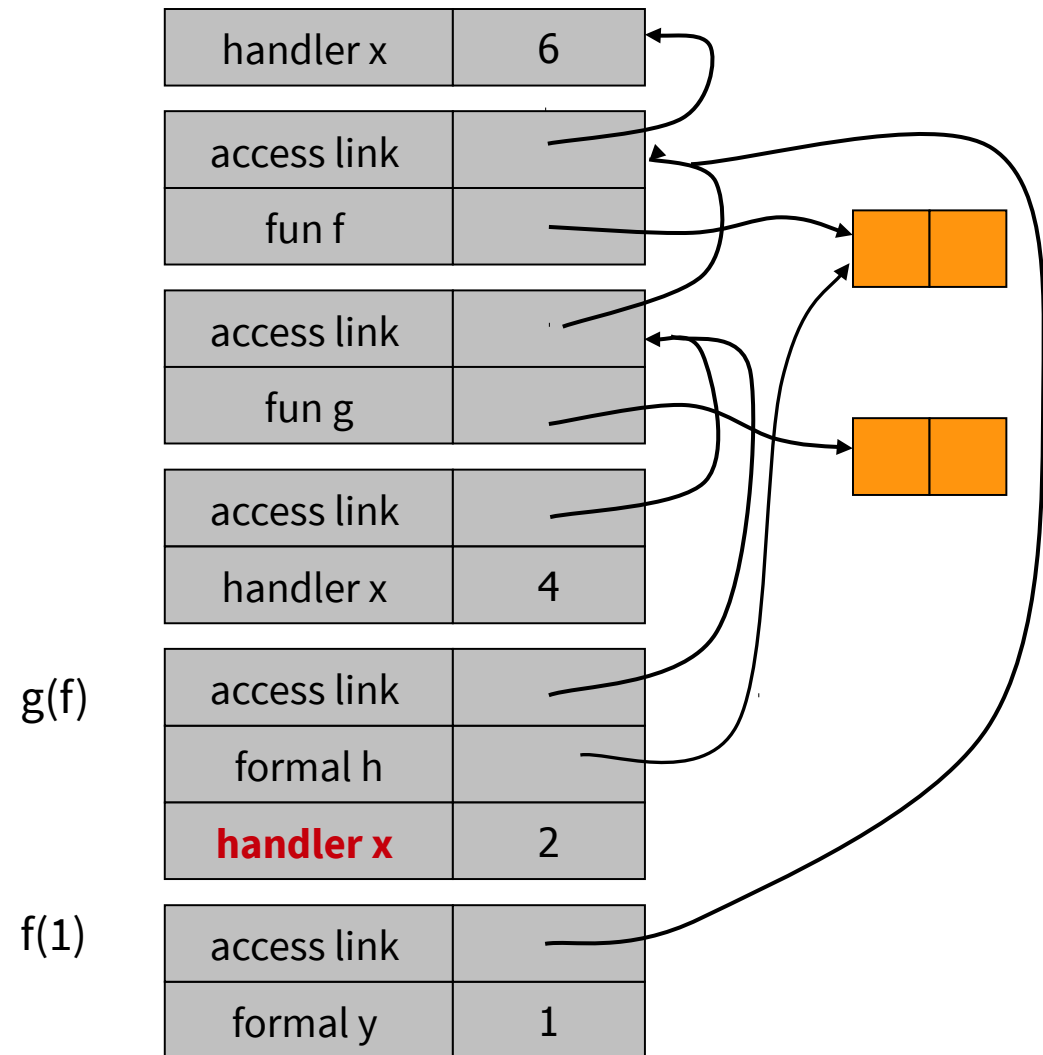 handler x 6
access link
fun f
access link
fun g
access link
handler x 4
g(f) access link
formal h
handler x 2
f(1) access link
formal y 1